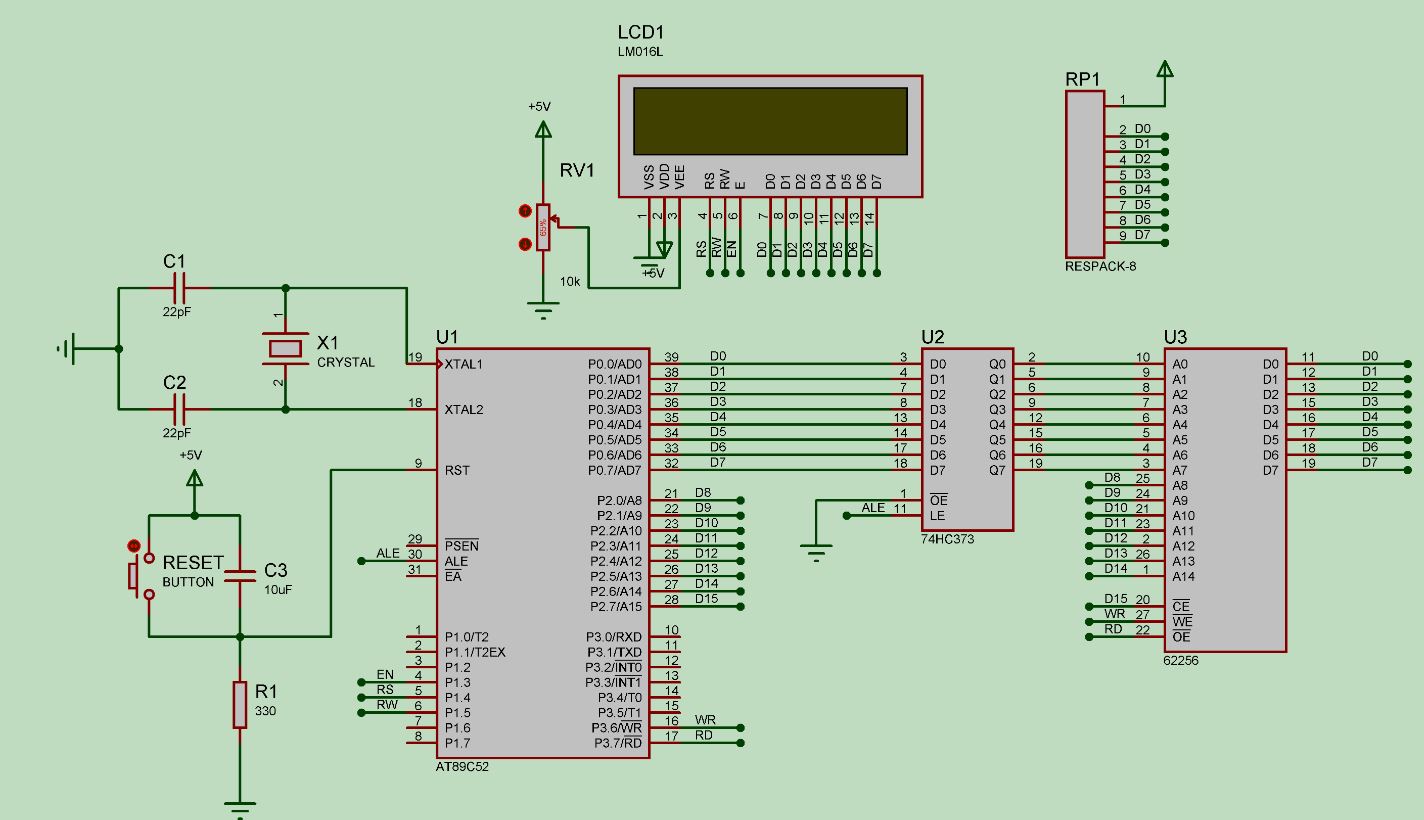 LCD1
LM016L
VSS
VDD
VEE
RS
RW
E
D0
D1
D2
D3
D4
D5
D6
D7
1
2
3
4
5
6
7
8
9
10
11
12
13
14
RS
RW
EN
D0
D1
D2
D3
D4
D5
D6
D7
+5V
+5V
RV1
65%
10k
RP1
1
2 D0
3 D1
4 D2
5 D3
6 D4
7 D5
8 D6
9 D7
RESPACK-8
C1
22pF
1
X1
CRYSTAL
2
C2
22pF
+5V
RESET
BUTTON
C3
10uF
R1
330
U1
19 XTAL1
18 XTAL2
9 RST
29 PSEN
ALE 30 ALE
31 EA
1 P1.0/T2
2 P1.1/T2EX
3 P1.2
EN 4 P1.3
RS 5 P1.4
RW 6 P1.5
7 P1.6
8 P1.7
P0.0/AD0 39 D0
P0.1/AD1 38 D1
P0.2/AD2 37 D2
P0.3/AD3 36 D3
P0.4/AD4 35 D4
P0.5/AD5 34 D5
P0.6/AD6 33 D6
P0.7/AD7 32 D7
P2.0/A8 21 D8
P2.1/A9 22 D9
P2.2/A10 23 D10
P2.3/A11 24 D11
P2.4/A12 25 D12
P2.5/A13 26 D13
P2.6/A14 27 D14
P2.7/A15 28 D15
P3.0/RXD 10
P3.1/TXD 11
P3.2/INT0 12
P3.3/INT1 13
P3.4/T0 14
P3.5/T1 15
P3.6/WR 16 WR
P3.7/RD 17 RD
AT89C52
U2
3 D0 Q0 2
4 D1 Q1 5
7 D2 Q2 6
8 D3 Q3 9
13 D4 Q4 12
14 D5 Q5 15
17 D6 Q6 16
18 D7 Q7 19
1 OE
ALE 11 LE
74HC373
U3
10 A0 D0 11 D0
9 A1 D1 12 D1
8 A2 D2 13 D2
7 A3 D3 15 D3
6 A4 D4 16 D4
5 A5 D5 17 D5
4 A6 D6 18 D6
3 A7 D7 19 D7
D8 25 A8
D9 24 A9
D10 21 A10
D11 23 A11
D12 2 A12
D13 26 A13
D14 1 A14
D15 20 CE
WR 27 WE
RD 22 OE
62256